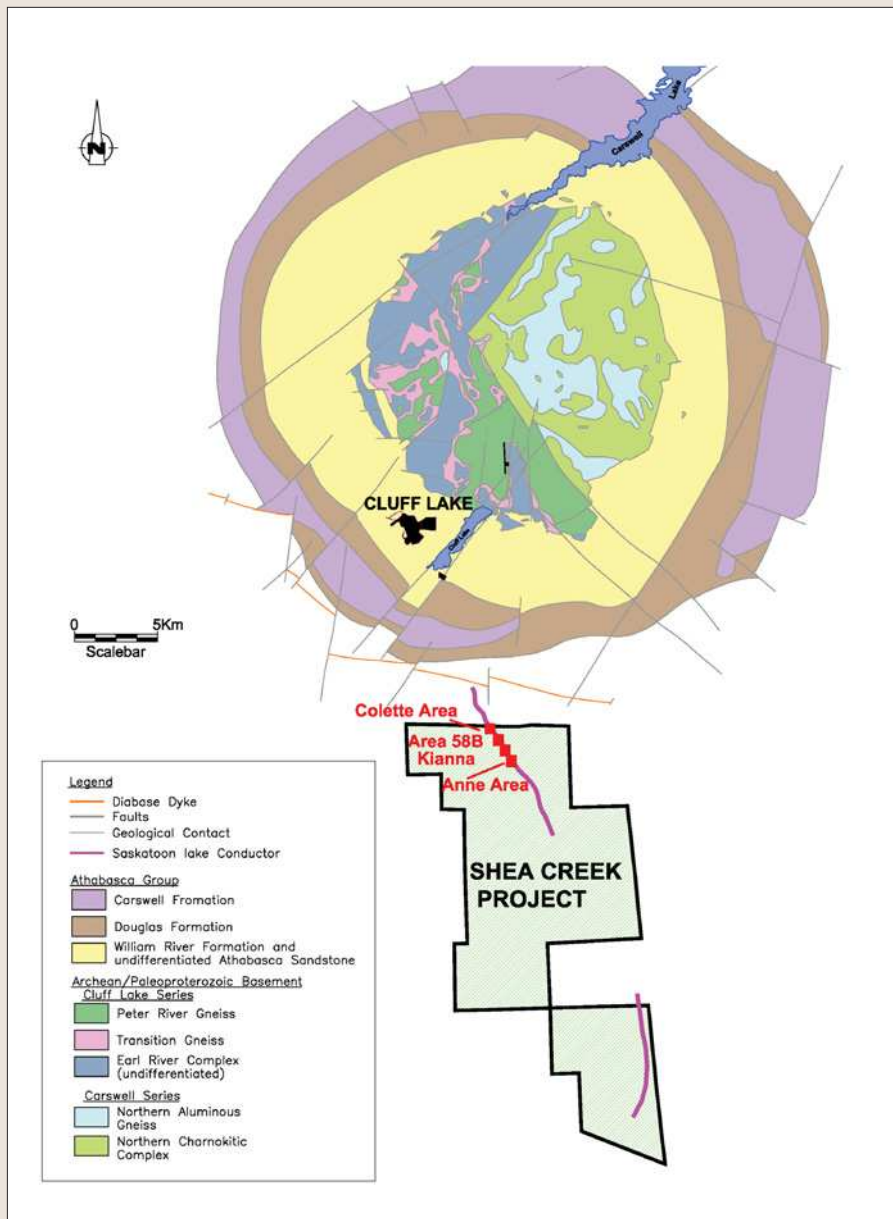 N
Carswell Lake
CLUFF LAKE
Cluff Lake
0 5Km
Scalebar
Colette Area
Area 58B
Kianna
Anne Area
SHEA CREEK
PROJECT
Legend
Diabase Dyke
Faults
Geological Contact
Saskatoon lake Conductor
Athabasca Group
Carswell Fromation
Douglas Formation
William River Formation and
undifferentiated Athabasca Sandstone
Archean/Paleoproterozoic Basement
Cluff Lake Series
Peter River Gneiss
Transition Gneiss
Earl River Complex
(undifferentiated)
Carswell Series
Northern Aluminous
Gneiss
Northern Charnokitic
Complex